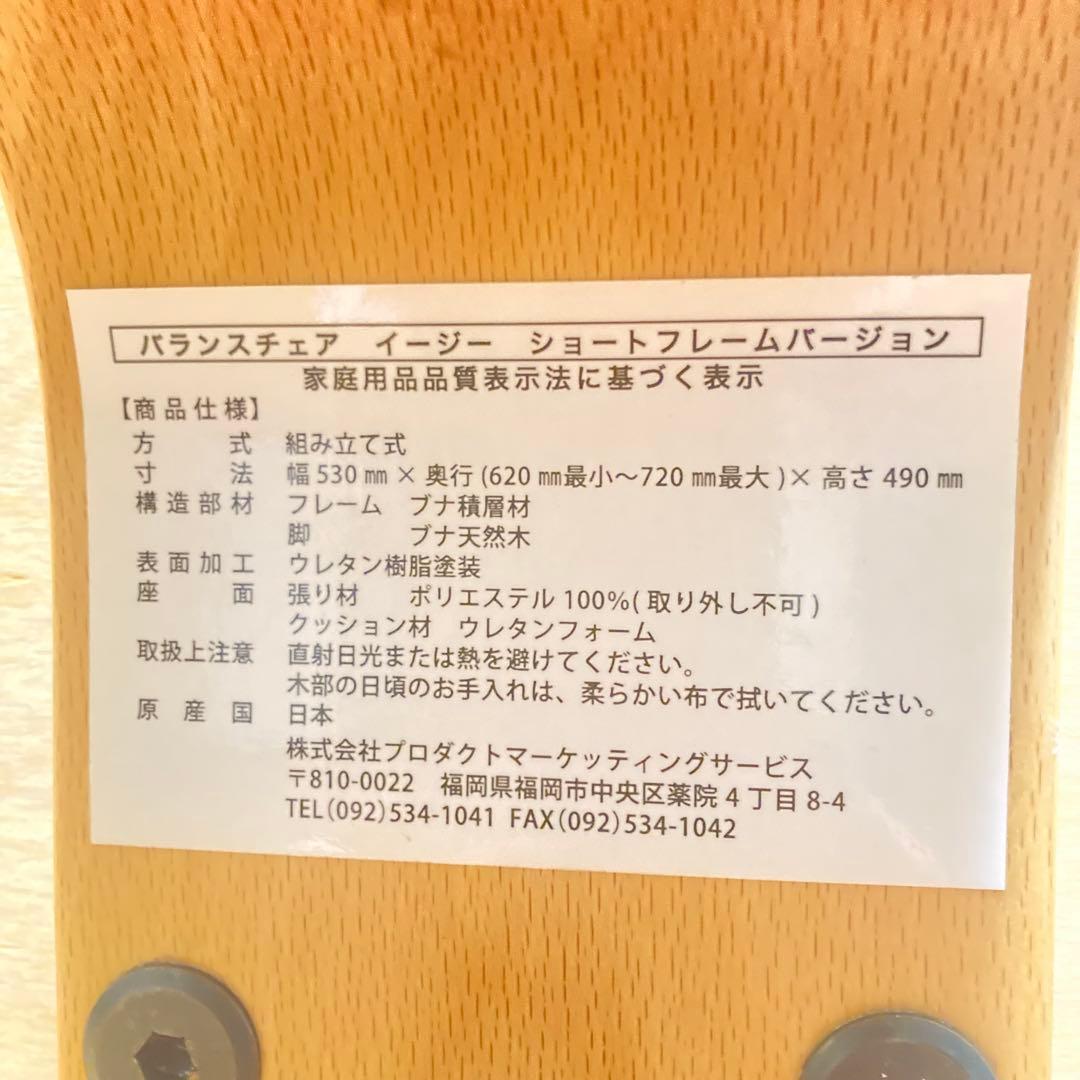 バランスチェア　イージー　ショートフレームバージョン
家庭用品品質表示法に基づく表示
【商品仕様】
方式　組み立て式
寸法　幅 530 ㎜ × 奥行 (620 ㎜最小～720 ㎜最大 )× 高さ 490 ㎜
構造部材　フレーム　ブナ積層材
脚　ブナ天然木
表面加工　ウレタン樹脂塗装
座面　張り材　ポリエステル 100%( 取り外し不可 )
クッション材　ウレタンフォーム
取扱上注意　直射日光または熱を避けてください。
木部の日頃のお手入れは、柔らかい布で拭いてください。
原産国　日本
株式会社プロダクトマーケッティングサービス
〒810-0022　福岡県福岡市中央区薬院 4 丁目 8-4
TEL(092)534-1041 FAX(092)534-1042